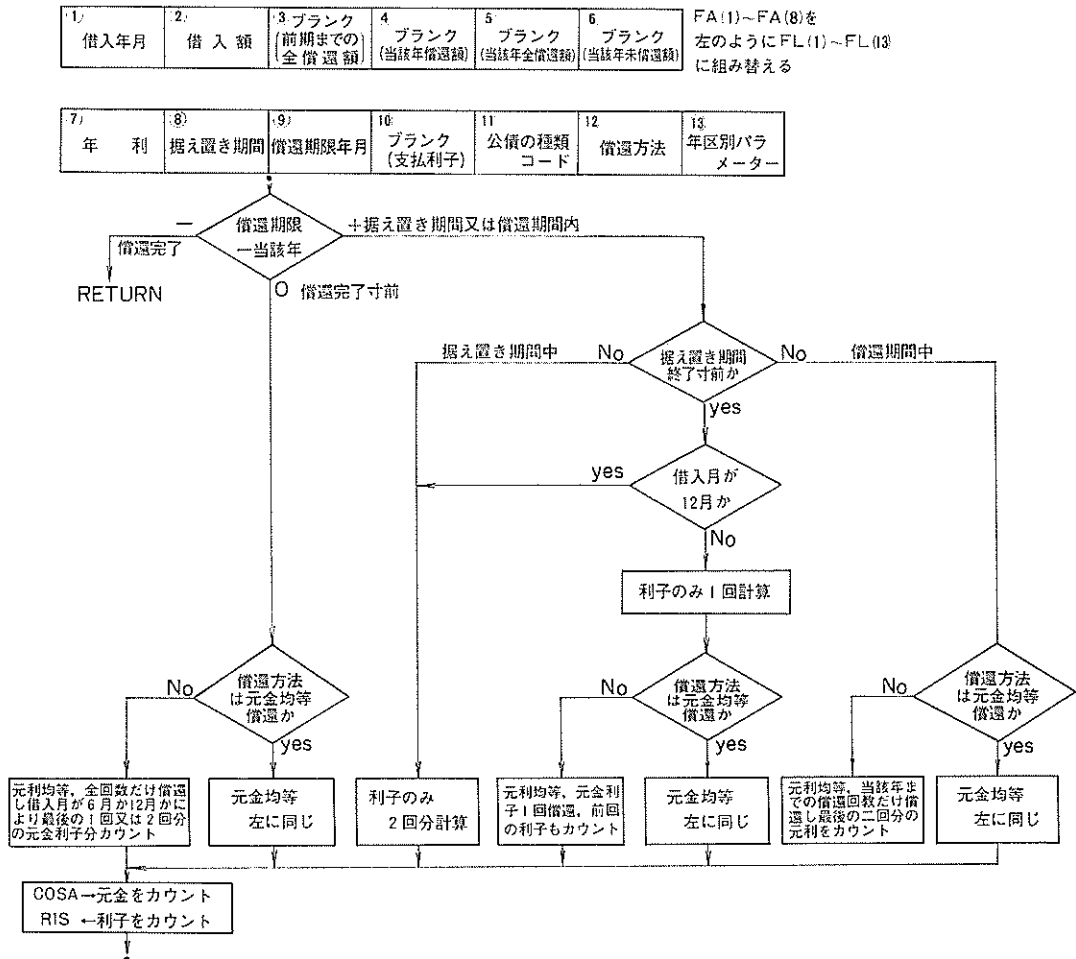 1)
借入年月
2)
借入額
3 ブランク
(前期までの
全償還額)
4
ブランク
(当該年償還額)
5
ブランク
(当該年全償還額)
6
ブランク
(当該年未償還額)
FA(1)~FA(8)を
左のようにFL(1)~FL(13)
に組み替える
7)
年 利
(8)
据え置き期間
(9)
償還期限年月
10
ブランク
(支払利子)
11
公債の種類
コード
12
償還方法
13
年区別パラ
メーター
償還期限
ー当該年
−
償還完了
RETURN
+据え置き期間又は償還期間内
0 償還完了寸前
据え置き期間中 No
据え置き期間
終了寸前か
No 償還期間中
yes
借入月が
12月か
yes
No
利子のみ1回計算
償還方法
は元金均等
償還か
No
yes
償還方法
は元金均等
償還か
No
yes
償還方法
は元金均等
償還か
No
yes
元利均等,全回数だけ償還
し借入月が6月か12月かに
より最後の1回又は2回分
の元金利子分カウント
元金均等
左に同じ
利子のみ
2回分計算
元利均等,元金利
子1回償還,前回
の利子もカウント
元金均等
左に同じ
元利均等,当該年ま
での償還回数だけ償
還し最後の二回分の
元利をカウント
元金均等
左に同じ
COSA→元金をカウント
RIS ←利子をカウント